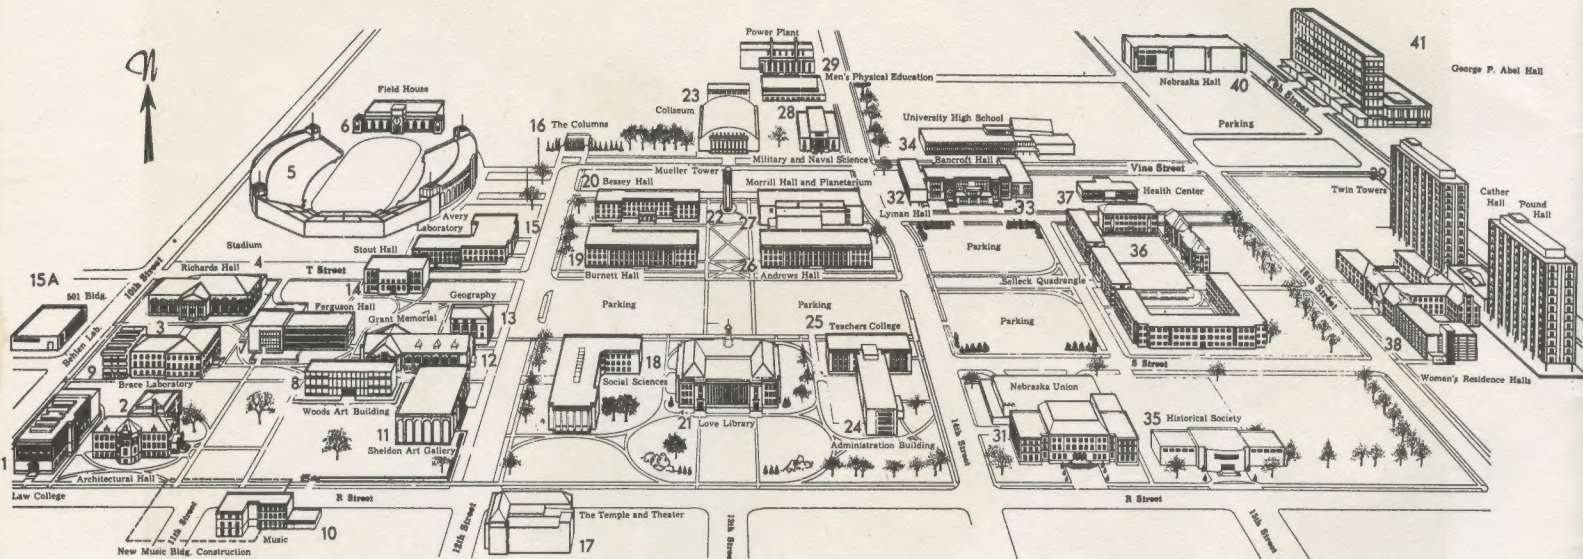 N
Power Plant
29
Men's Physical Education
Nebraska Hall
40
17th Street
41
George P. Abel Hall
Field House
6
23
Coliseum
28
University High School
34
Parking
16
The Columns
5
Military and Naval Science
Bancroft Hall
Vine Street
39
Twin Towers
Mueller Tower
20
Bessey Hall
Morrill Hall and Planetarium
32
37
Health Center
Cather
Hall
Pound
Hall
Avery
Laboratory
15
22
27
Lyman Hall
33
Stadium
4
Stout Hall
19
Burnett Hall
26
Andrews Hall
Parking
36
Selleck Quadrangle
16th Street
15A
501 Bldg.
10th Street
Richards Hall
T Street
14
Geography
Parking
Parking
Parking
Behlen Lab.
3
Ferguson Hall
Grant Memorial
13
25
Teachers College
38
9
Brace Laboratory
8
12
18
Social Sciences
S Street
Women's Residence Halls
2
Woods Art Building
11
Sheldon Art Gallery
21
Love Library
24
Administration Building
14th Street
Nebraska Union
31
35
Historical Society
1
Law College
Architectural Hall
R Street
R Street
11th Street
Music
10
12th Street
The Temple and Theater
17
13th Street
15th Street
New Music Bldg. Construction